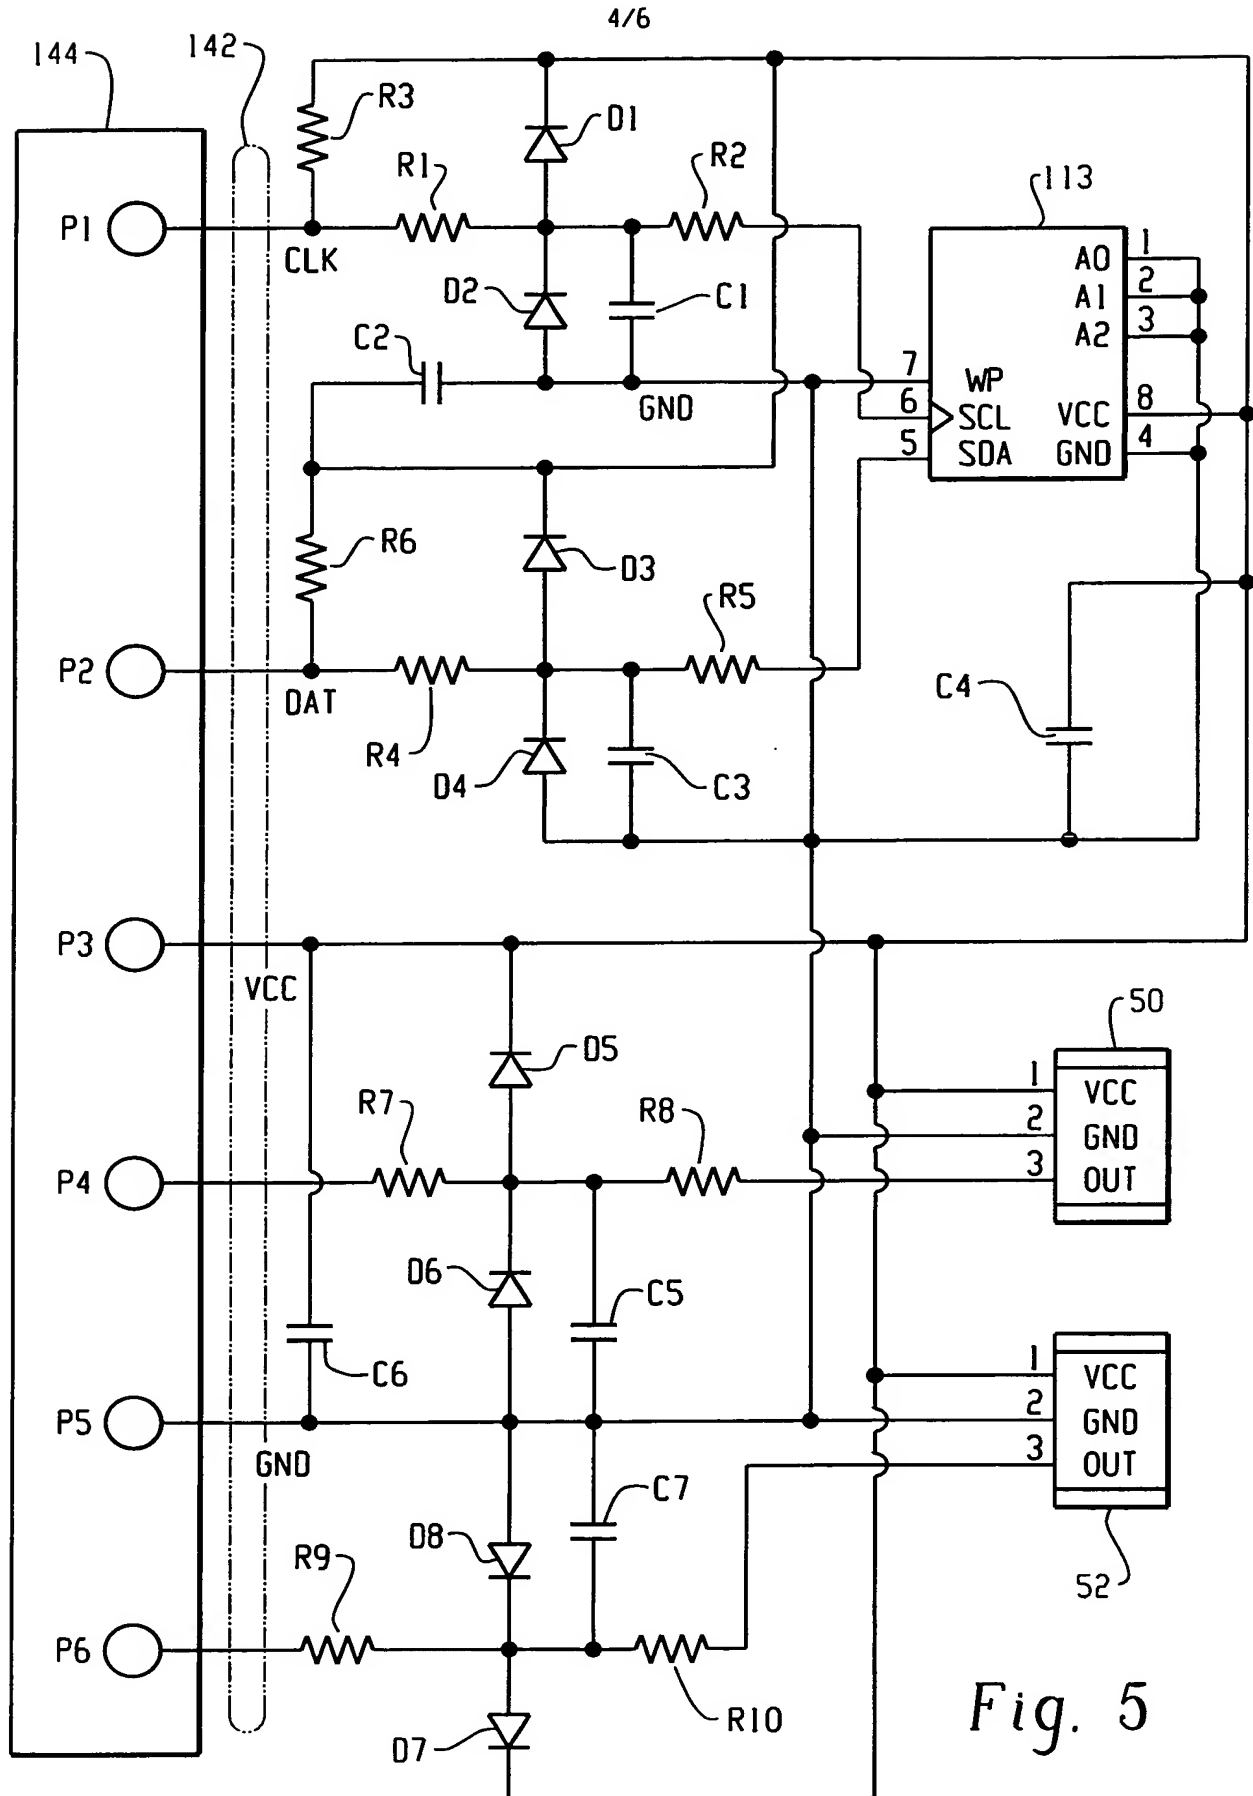 4/6
144
142
R3
D1
R1
R2
113
P1
CLK
A0 1
D2
C1
A1 2
C2
A2 3
7 WP
GND
6 SCL
VCC 8
5 SDA
GND 4
R6
D3
R5
P2
DAT
C4
R4
D4
C3
P3
VCC
50
D5
1 VCC
R7
R8
2 GND
P4
3 OUT
D6
C5
C6
1 VCC
P5
2 GND
GND
3 OUT
C7
D8
R9
52
P6
R10
D7
Fig. 5